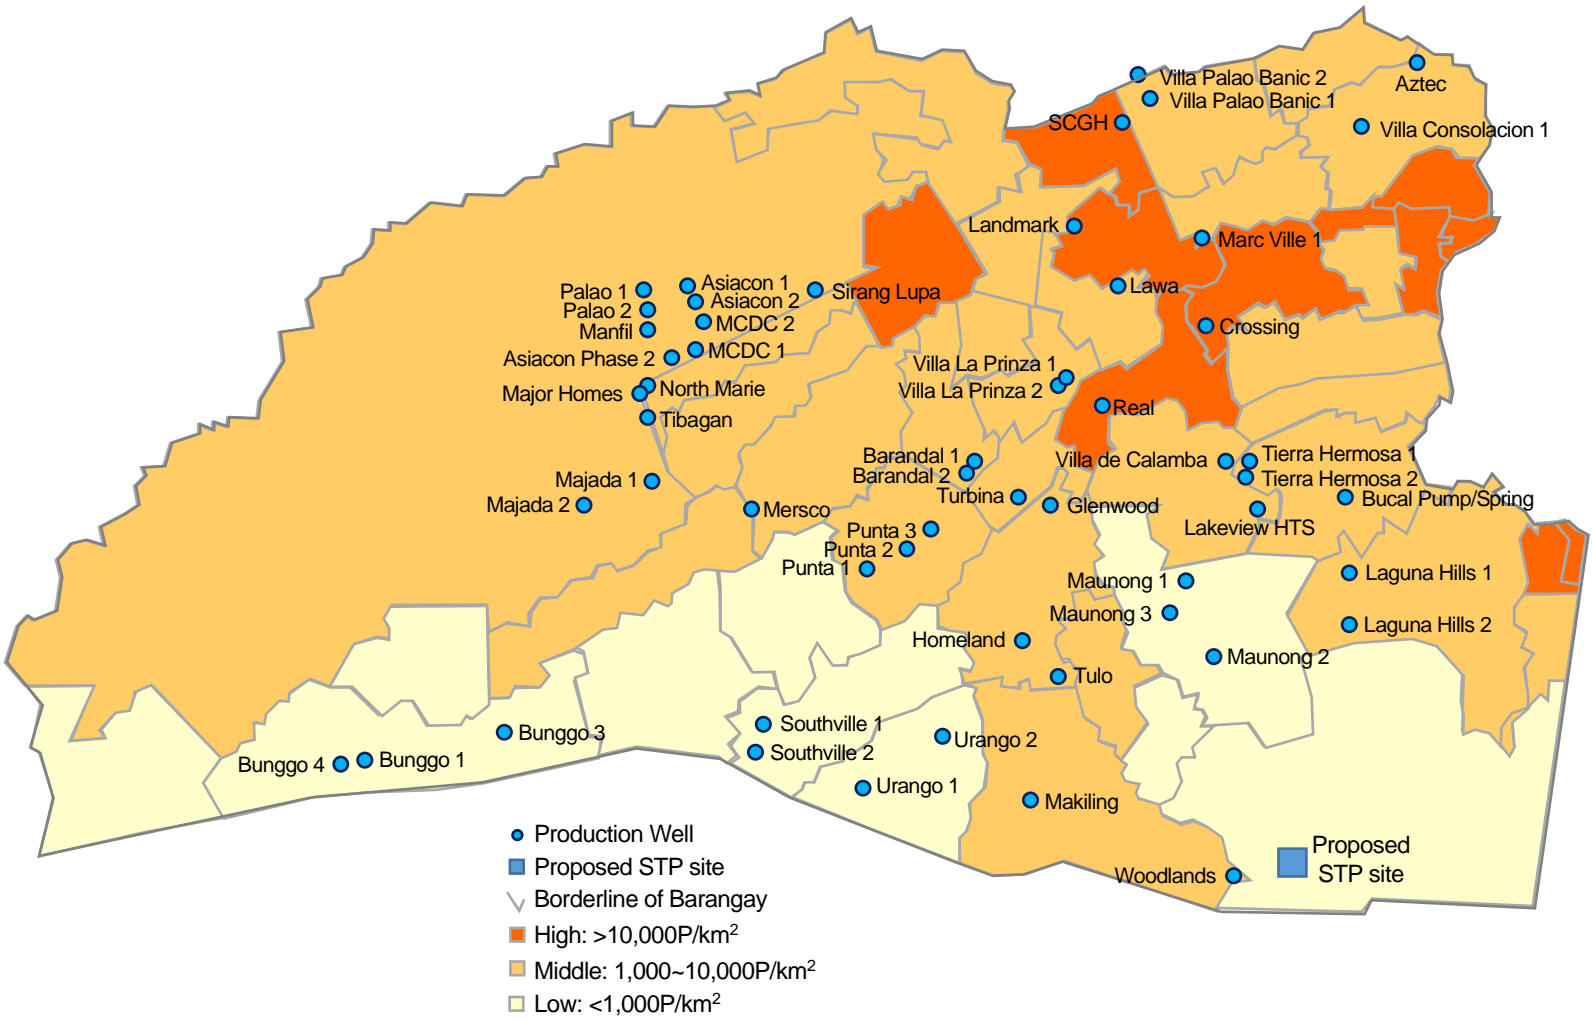 Villa Palao Banic 2
Villa Palao Banic 1
Aztec
SCGH
Villa Consolacion 1
Landmark
Marc Ville 1
Palao 1
Asiacon 1
Sirang Lupa
Lawa
Palao 2
Asiacon 2
Manfil
MCDC 2
Crossing
Asiacon Phase 2
MCDC 1
Villa La Prinza 1
Major Homes
North Marie
Villa La Prinza 2
Tibagan
Real
Barandal 1
Villa de Calamba
Tierra Hermosa 1
Barandal 2
Tierra Hermosa 2
Majada 1
Majada 2
Mersco
Turbina
Glenwood
Bucal Pump/Spring
Punta 3
Lakeview HTS
Punta 2
Punta 1
Maunong 1
Laguna Hills 1
Maunong 3
Homeland
Laguna Hills 2
Maunong 2
Tulo
Southville 1
Bunggo 3
Urango 2
Southville 2
Bunggo 4
Bunggo 1
Urango 1
Makiling
Woodlands
Proposed
STP site
Production Well
Proposed STP site
Borderline of Barangay
High: >10,000P/km²
Middle: 1,000~10,000P/km²
Low: <1,000P/km²